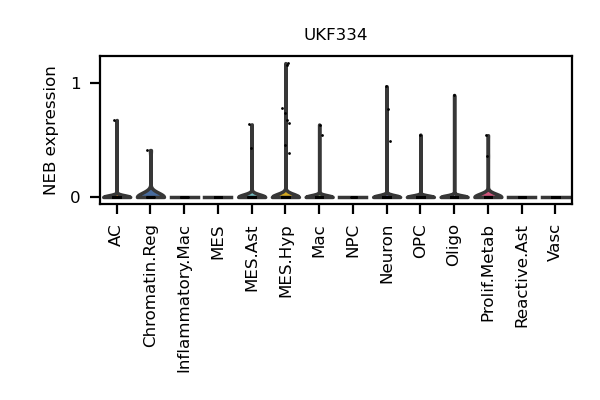 UKF334
NEB expression
1
0
AC
Chromatin.Reg
Inflammatory.Mac
MES
MES.Ast
MES.Hyp
Mac
NPC
Neuron
OPC
Oligo
Prolif.Metab
Reactive.Ast
Vasc